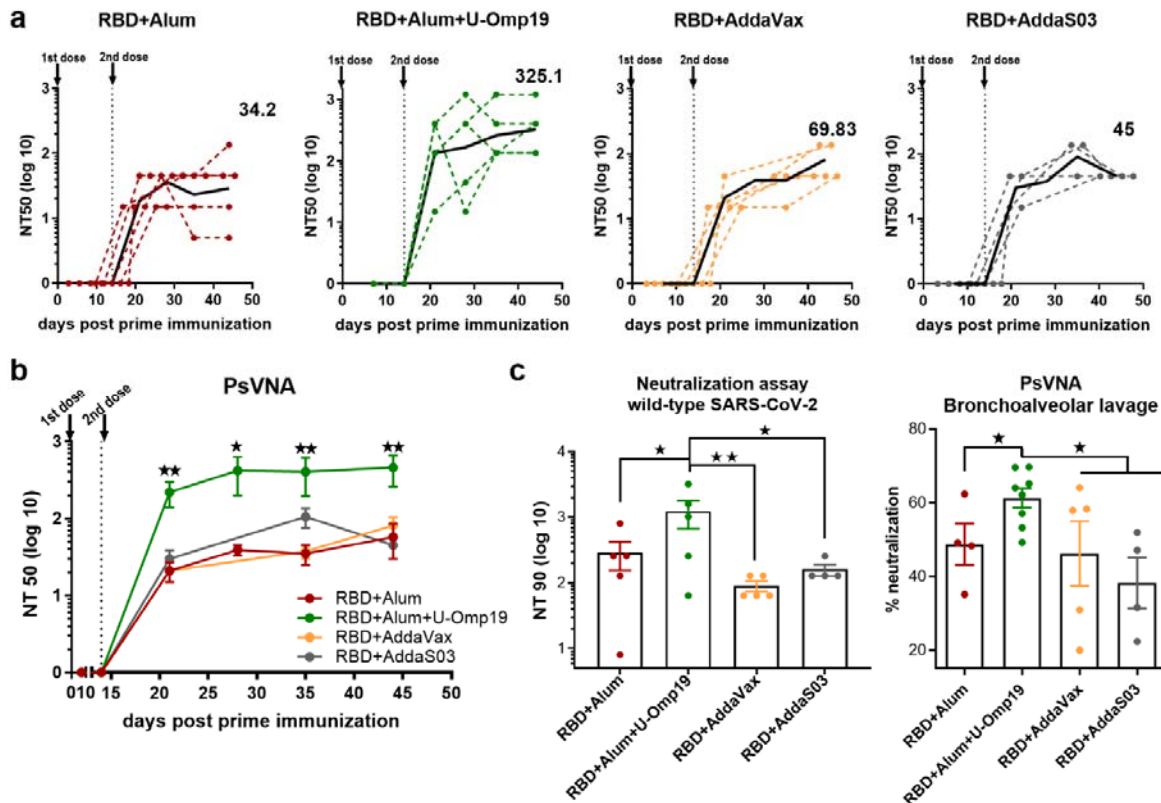 a
RBD+Alum
RBD+Alum+U-Omp19
RBD+AddaVax
RBD+AddaS03
1st dose
2nd dose
34.2
NT50 (log 10)
3
2
1
0
0 10 20 30 40 50
days post prime immunization
1st dose
2nd dose
325.1
NT50 (log 10)
3
2
1
0
0 10 20 30 40 50
days post prime immunization
1st dose
2nd dose
69.83
NT50 (log 10)
3
2
1
0
0 10 20 30 40 50
days post prime immunization
1st dose
2nd dose
45
NT50 (log 10)
3
2
1
0
0 10 20 30 40 50
days post prime immunization
b
PsVNA
1st dose
2nd dose
NT 50 (log 10)
3
2
1
0
★★
★
★★
★★
RBD+Alum
RBD+Alum+U-Omp19
RBD+AddaVax
RBD+AddaS03
0 1 10 15 20 25 30 35 40 45 50
days post prime immunization
c
Neutralization assay
wild-type SARS-CoV-2
NT 90 (log 10)
4
3
2
1
★
★★
★
RBD+Alum
RBD+Alum+U-Omp19
RBD+AddaVax
RBD+AddaS03
PsVNA
Bronchoalveolar lavage
% neutralization
80
60
40
20
★
★
RBD+Alum
RBD+Alum+U-Omp19
RBD+AddaVax
RBD+AddaS03